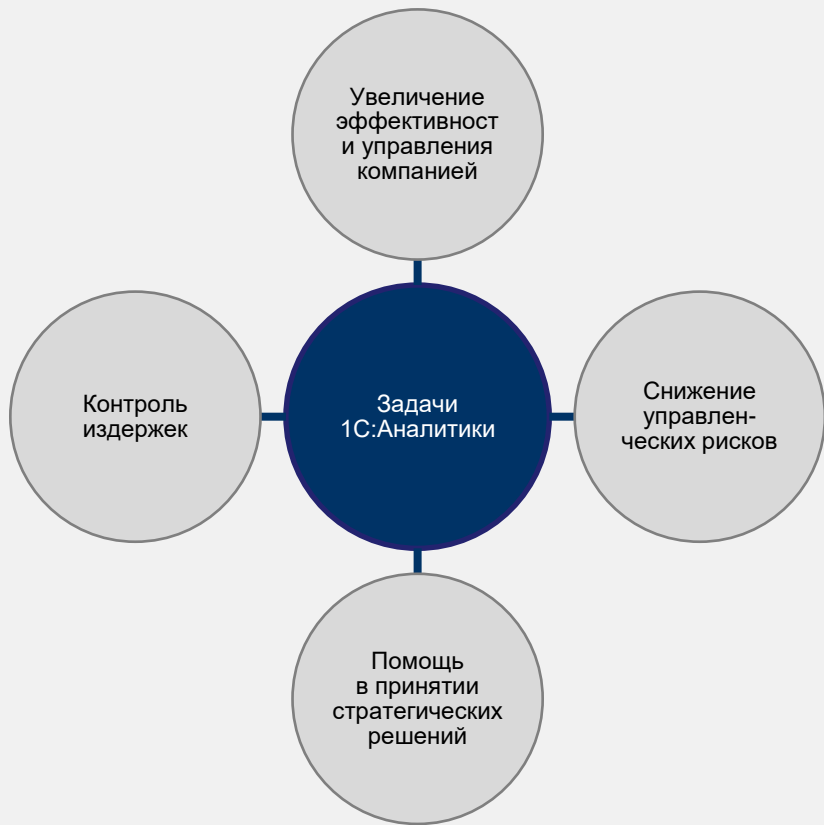 Увеличение
эффективност
и управления
компанией
Контроль
издержек
Задачи
1С:Аналитики
Снижение
управлен-
ческих рисков
Помощь
в принятии
стратегических
решений